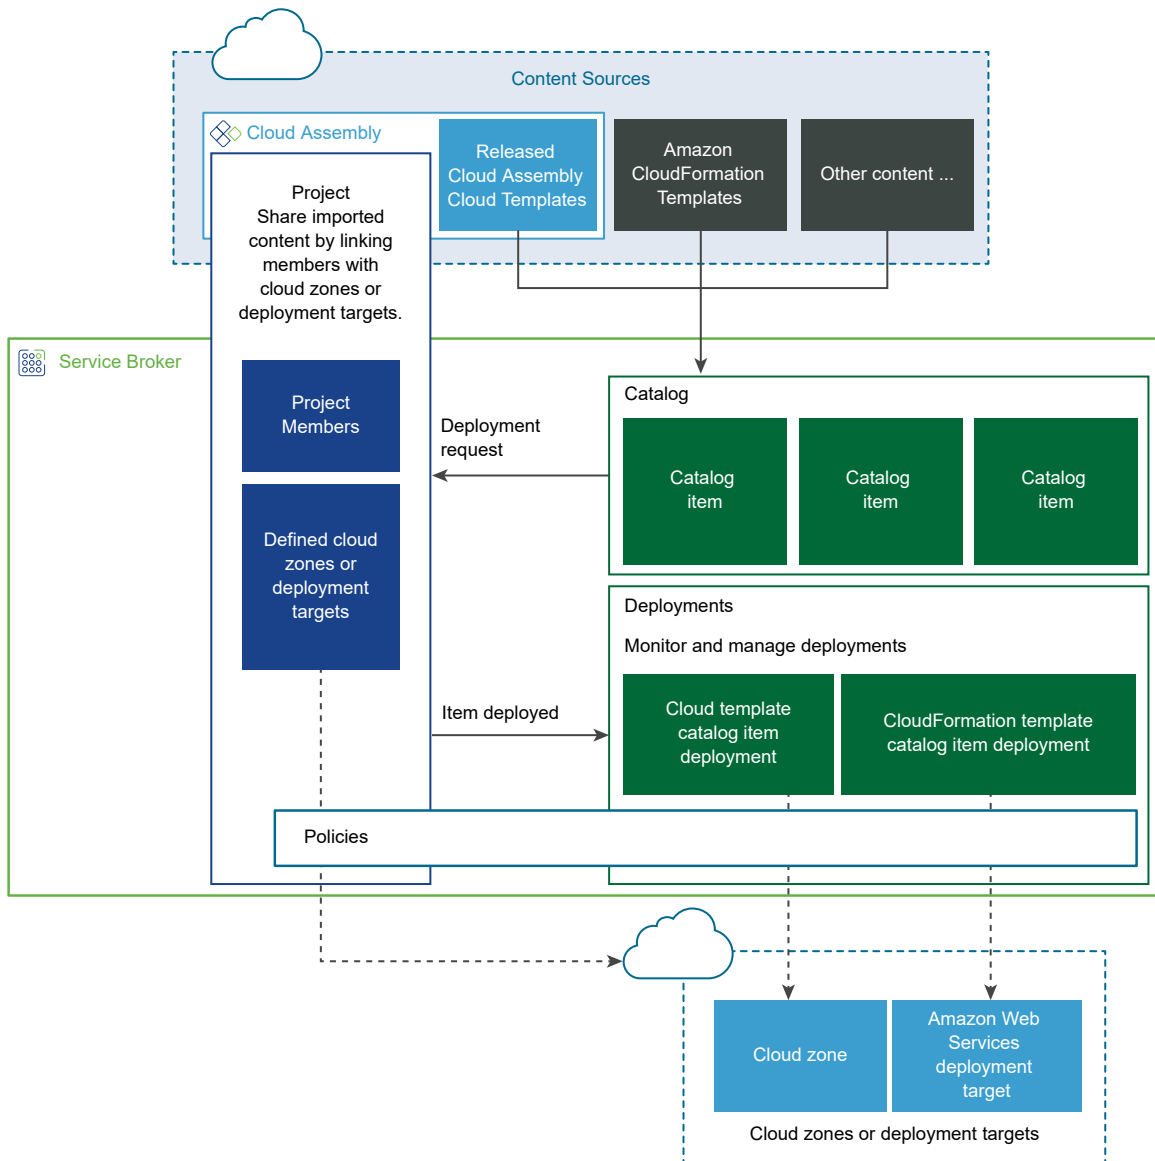 Content Sources
Cloud Assembly
Released
Cloud Assembly
Cloud Templates
Amazon
CloudFormation
Templates
Other content ...
Project
Share imported
content by linking
members with
cloud zones or
deployment targets.
Service Broker
Project
Members
Defined cloud
zones or
deployment
targets
Deployment
request
Catalog
Catalog
item
Catalog
item
Catalog
item
Deployments
Monitor and manage deployments
Item deployed
Cloud template
catalog item
deployment
CloudFormation template
catalog item deployment
Policies
Cloud zone
Amazon Web
Services
deployment
target
Cloud zones or deployment targets